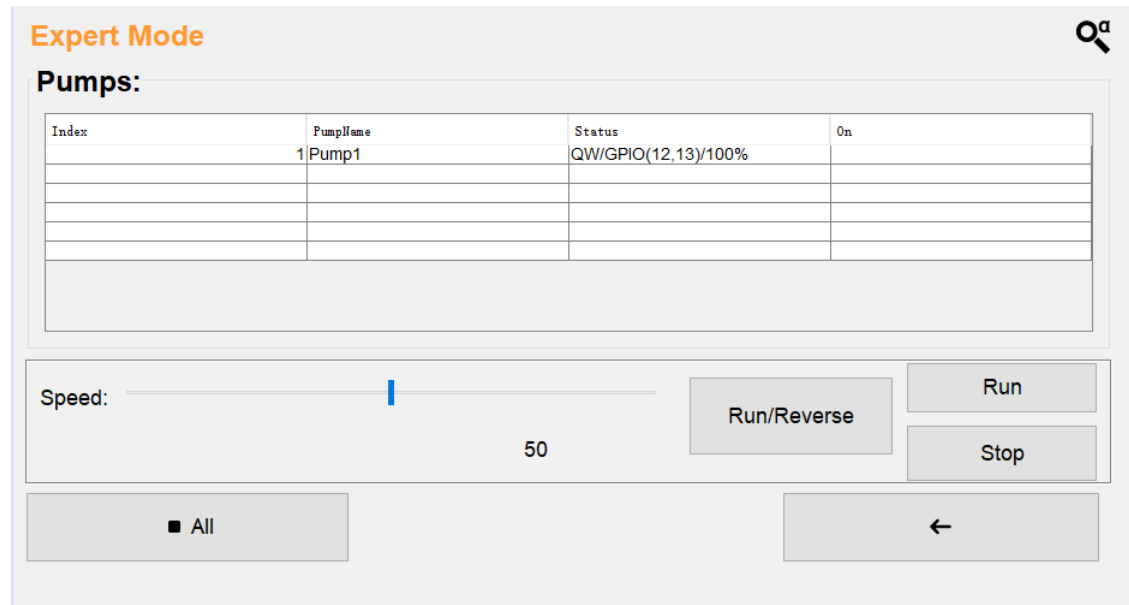 Expert Mode
α
Pumps:
Index PumpName Status On
1 Pump1 QW/GPIO(12,13)/100%
Speed:
50
Run/Reverse
Run
Stop
■ All
←